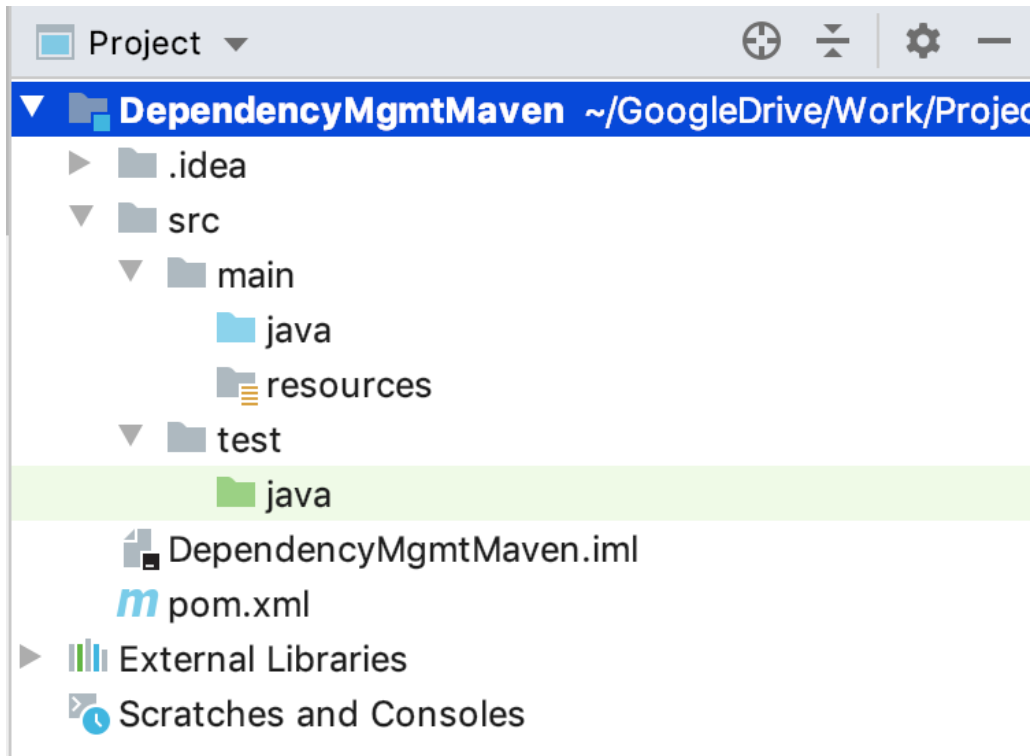 Project
DependencyMgmtMaven ~/GoogleDrive/Work/Projec
.idea
src
main
java
resources
test
java
DependencyMgmtMaven.iml
m pom.xml
External Libraries
Scratches and Consoles